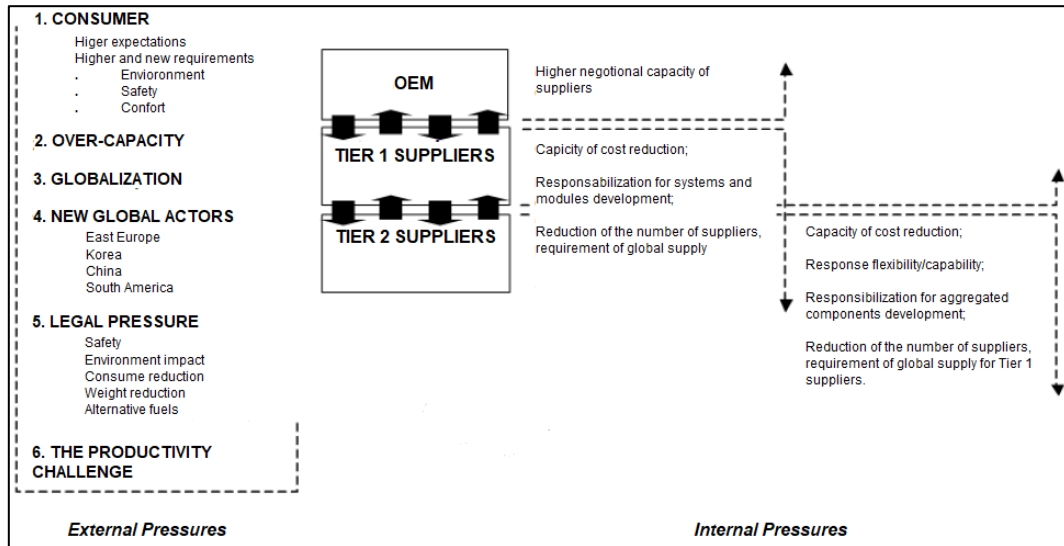 1. CONSUMER
Higer expectations
Higher and new requirements
. Envioronment
. Safety
. Confort
2. OVER-CAPACITY
3. GLOBALIZATION
4. NEW GLOBAL ACTORS
East Europe
Korea
China
South America
5. LEGAL PRESSURE
Safety
Environment impact
Consume reduction
Weight reduction
Alternative fuels
6. THE PRODUCTIVITY
CHALLENGE
External Pressures
OEM
TIER 1 SUPPLIERS
TIER 2 SUPPLIERS
Higher negotional capacity of
suppliers
Capicity of cost reduction;
Responsabilization for systems and
modules development;
Reduction of the number of suppliers,
requirement of global supply
Capacity of cost reduction;
Response flexibility/capability;
Responsibilization for aggregated
components development;
Reduction of the number of suppliers,
requirement of global supply for Tier 1
suppliers.
Internal Pressures